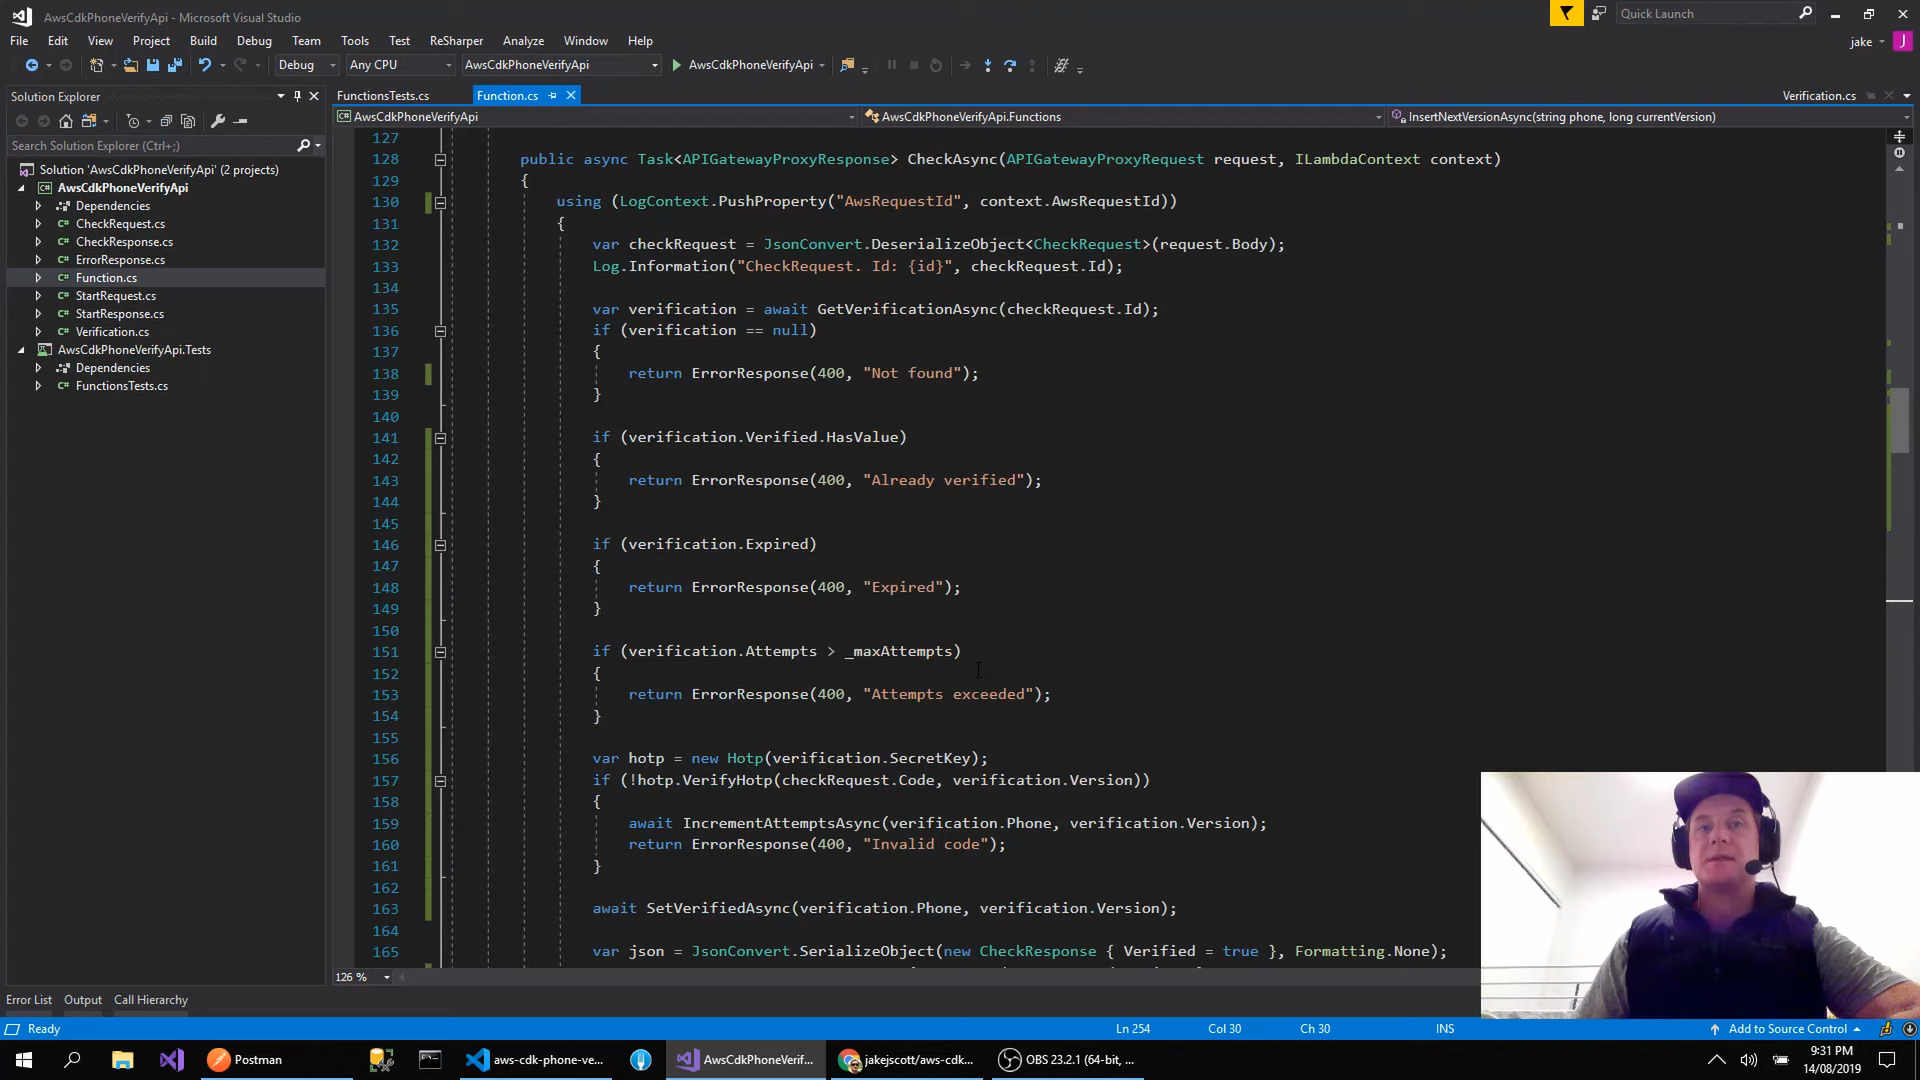 AwsCdkPhoneVerifyApi - Microsoft Visual Studio
Quick Launch
File Edit View Project Build Debug Team Tools Test ReSharper Analyze Window Help
jake J
Debug Any CPU AwsCdkPhoneVerifyApi AwsCdkPhoneVerifyApi
Solution Explorer
FunctionsTests.cs Function.cs Verification.cs
AwsCdkPhoneVerifyApi AwsCdkPhoneVerifyApi.Functions InsertNextVersionAsync(string phone, long currentVersion)
Search Solution Explorer (Ctrl+;)
Solution 'AwsCdkPhoneVerifyApi' (2 projects)
AwsCdkPhoneVerifyApi
Dependencies
CheckRequest.cs
CheckResponse.cs
ErrorResponse.cs
Function.cs
StartRequest.cs
StartResponse.cs
Verification.cs
AwsCdkPhoneVerifyApi.Tests
Dependencies
FunctionsTests.cs
127
128 public async Task<APIGatewayProxyResponse> CheckAsync(APIGatewayProxyRequest request, ILambdaContext context)
129 {
130 using (LogContext.PushProperty("AwsRequestId", context.AwsRequestId))
131 {
132 var checkRequest = JsonConvert.DeserializeObject<CheckRequest>(request.Body);
133 Log.Information("CheckRequest. Id: {id}", checkRequest.Id);
134
135 var verification = await GetVerificationAsync(checkRequest.Id);
136 if (verification == null)
137 {
138 return ErrorResponse(400, "Not found");
139 }
140
141 if (verification.Verified.HasValue)
142 {
143 return ErrorResponse(400, "Already verified");
144 }
145
146 if (verification.Expired)
147 {
148 return ErrorResponse(400, "Expired");
149 }
150
151 if (verification.Attempts > _maxAttempts)
152 {
153 return ErrorResponse(400, "Attempts exceeded");
154 }
155
156 var hotp = new Hotp(verification.SecretKey);
157 if (!hotp.VerifyHotp(checkRequest.Code, verification.Version))
158 {
159 await IncrementAttemptsAsync(verification.Phone, verification.Version);
160 return ErrorResponse(400, "Invalid code");
161 }
162
163 await SetVerifiedAsync(verification.Phone, verification.Version);
164
165 var json = JsonConvert.SerializeObject(new CheckResponse { Verified = true }, Formatting.None);
126 %
Error List Output Call Hierarchy
Ready Ln 254 Col 30 Ch 30 INS Add to Source Control
Postman aws-cdk-phone-ve... AwsCdkPhoneVerif... jakejscott/aws-cdk... OBS 23.2.1 (64-bit, ...
9:31 PM
14/08/2019